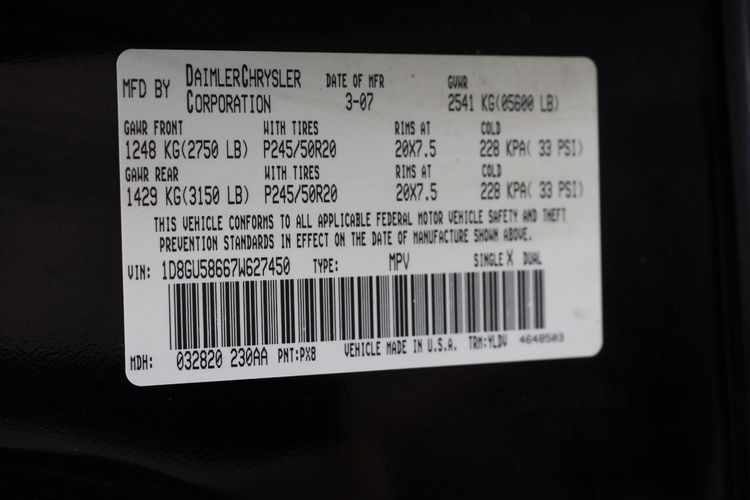 MFD BY DAIMLERCHRYSLER CORPORATION DATE OF MFR 3-07 GVWR 2541 KG(05600 LB)
GAWR FRONT WITH TIRES RIMS AT COLD
1248 KG(2750 LB) P245/50R20 20X7.5 228 KPA( 33 PSI)
GAWR REAR WITH TIRES RIMS AT COLD
1429 KG(3150 LB) P245/50R20 20X7.5 228 KPA( 33 PSI)
THIS VEHICLE CONFORMS TO ALL APPLICABLE FEDERAL MOTOR VEHICLE SAFETY AND THEFT
PREVENTION STANDARDS IN EFFECT ON THE DATE OF MANUFACTURE SHOWN ABOVE.
VIN: 1D8GU58667W627450 TYPE: MPV SINGLE X DUAL
MDH: 032820 230AA PNT:PX8 VEHICLE MADE IN U.S.A. TRM:YLDV 4648503